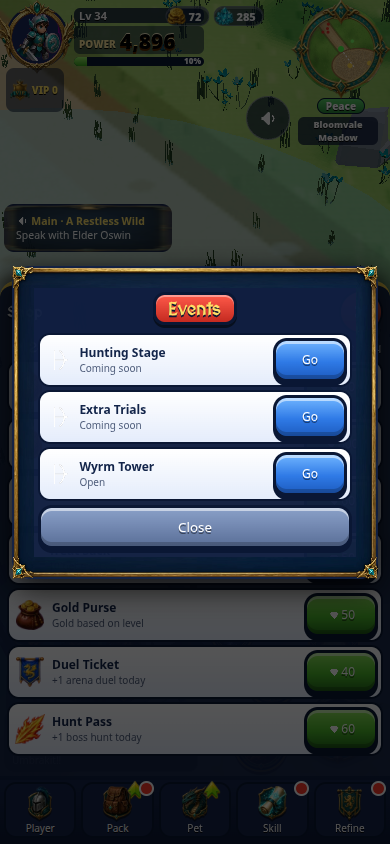 Lv 34
72
285
POWER 4,896
10%
VIP 0
Peace
Bloomvale
Meadow
Main · A Restless Wild
Speak with Elder Oswin
Events
Hunting Stage
Coming soon
Go
Extra Trials
Coming soon
Go
Wyrm Tower
Open
Go
Close
Gold Purse
Gold based on level
50
Duel Ticket
+1 arena duel today
40
Hunt Pass
+1 boss hunt today
60
Player
Pack
Pet
Skill
Refine